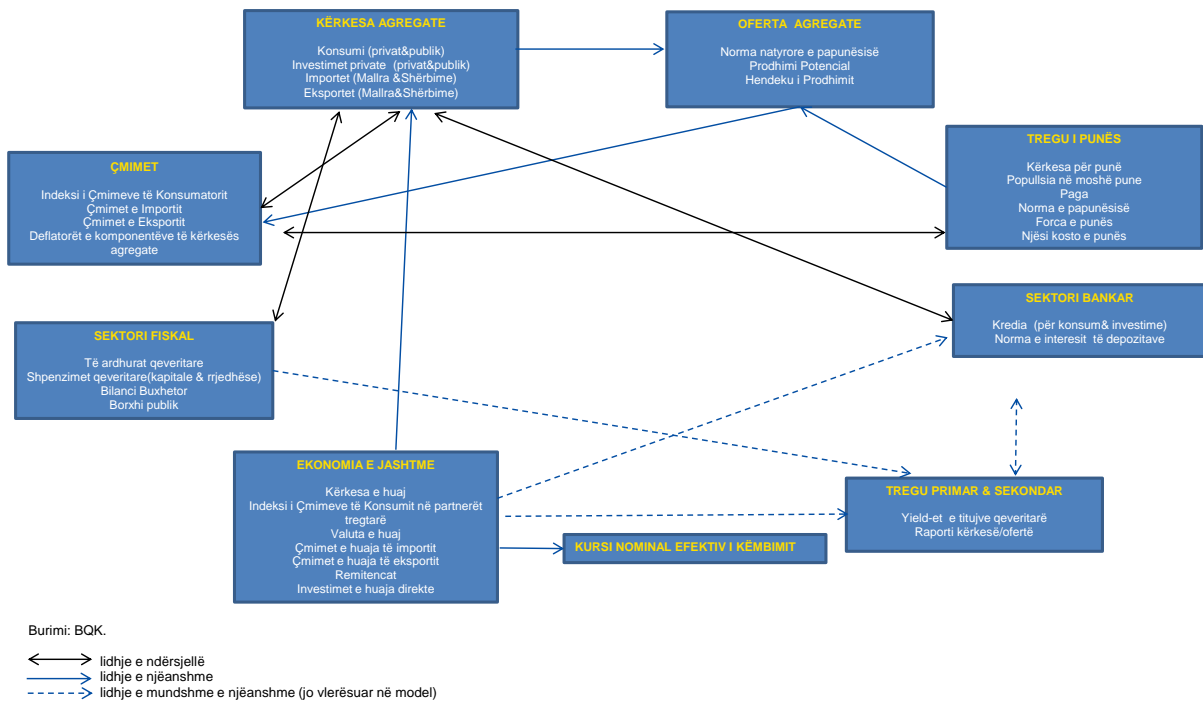 KËRKESA AGREGATE
Konsumi (privat&publik)
Investimet private (privat&publik)
Importet (Mallra &Shërbime)
Eksportet (Mallra&Shërbime)
OFERTA AGREGATE
Norma natyrore e papunësisë
Prodhimi Potencial
Hendeku i Prodhimit
ÇMIMET
Indeksi i Çmimeve të Konsumatorit
Çmimet e Importit
Çmimet e Eksportit
Deflatorët e komponentëve të kërkesës
agregate
TREGU I PUNËS
Kërkesa për punë
Popullsia në moshë pune
Paga
Norma e papunësisë
Forca e punës
Njësi kosto e punës
SEKTORI BANKAR
Kredia (për konsum& investime)
Norma e interesit të depozitave
SEKTORI FISKAL
Të ardhurat qeveritare
Shpenzimet qeveritare(kapitale & rrjedhëse)
Bilanci Buxhetor
Borxhi publik
EKONOMIA E JASHTME
Kërkesa e huaj
Indeksi i Çmimeve të Konsumit në partnerët
tregtarë
Valuta e huaj
Çmimet e huaja të importit
Çmimet e huaja të eksportit
Remitencat
Investimet e huaja direkte
TREGU PRIMAR & SEKONDAR
Yield-et e titujve qeveritarë
Raporti kërkesë/ofertë
KURSI NOMINAL EFEKTIV I KËMBIMIT
Burimi: BQK.
lidhje e ndërsjellë
lidhje e njëanshme
lidhje e mundshme e njëanshme (jo vlerësuar në model)